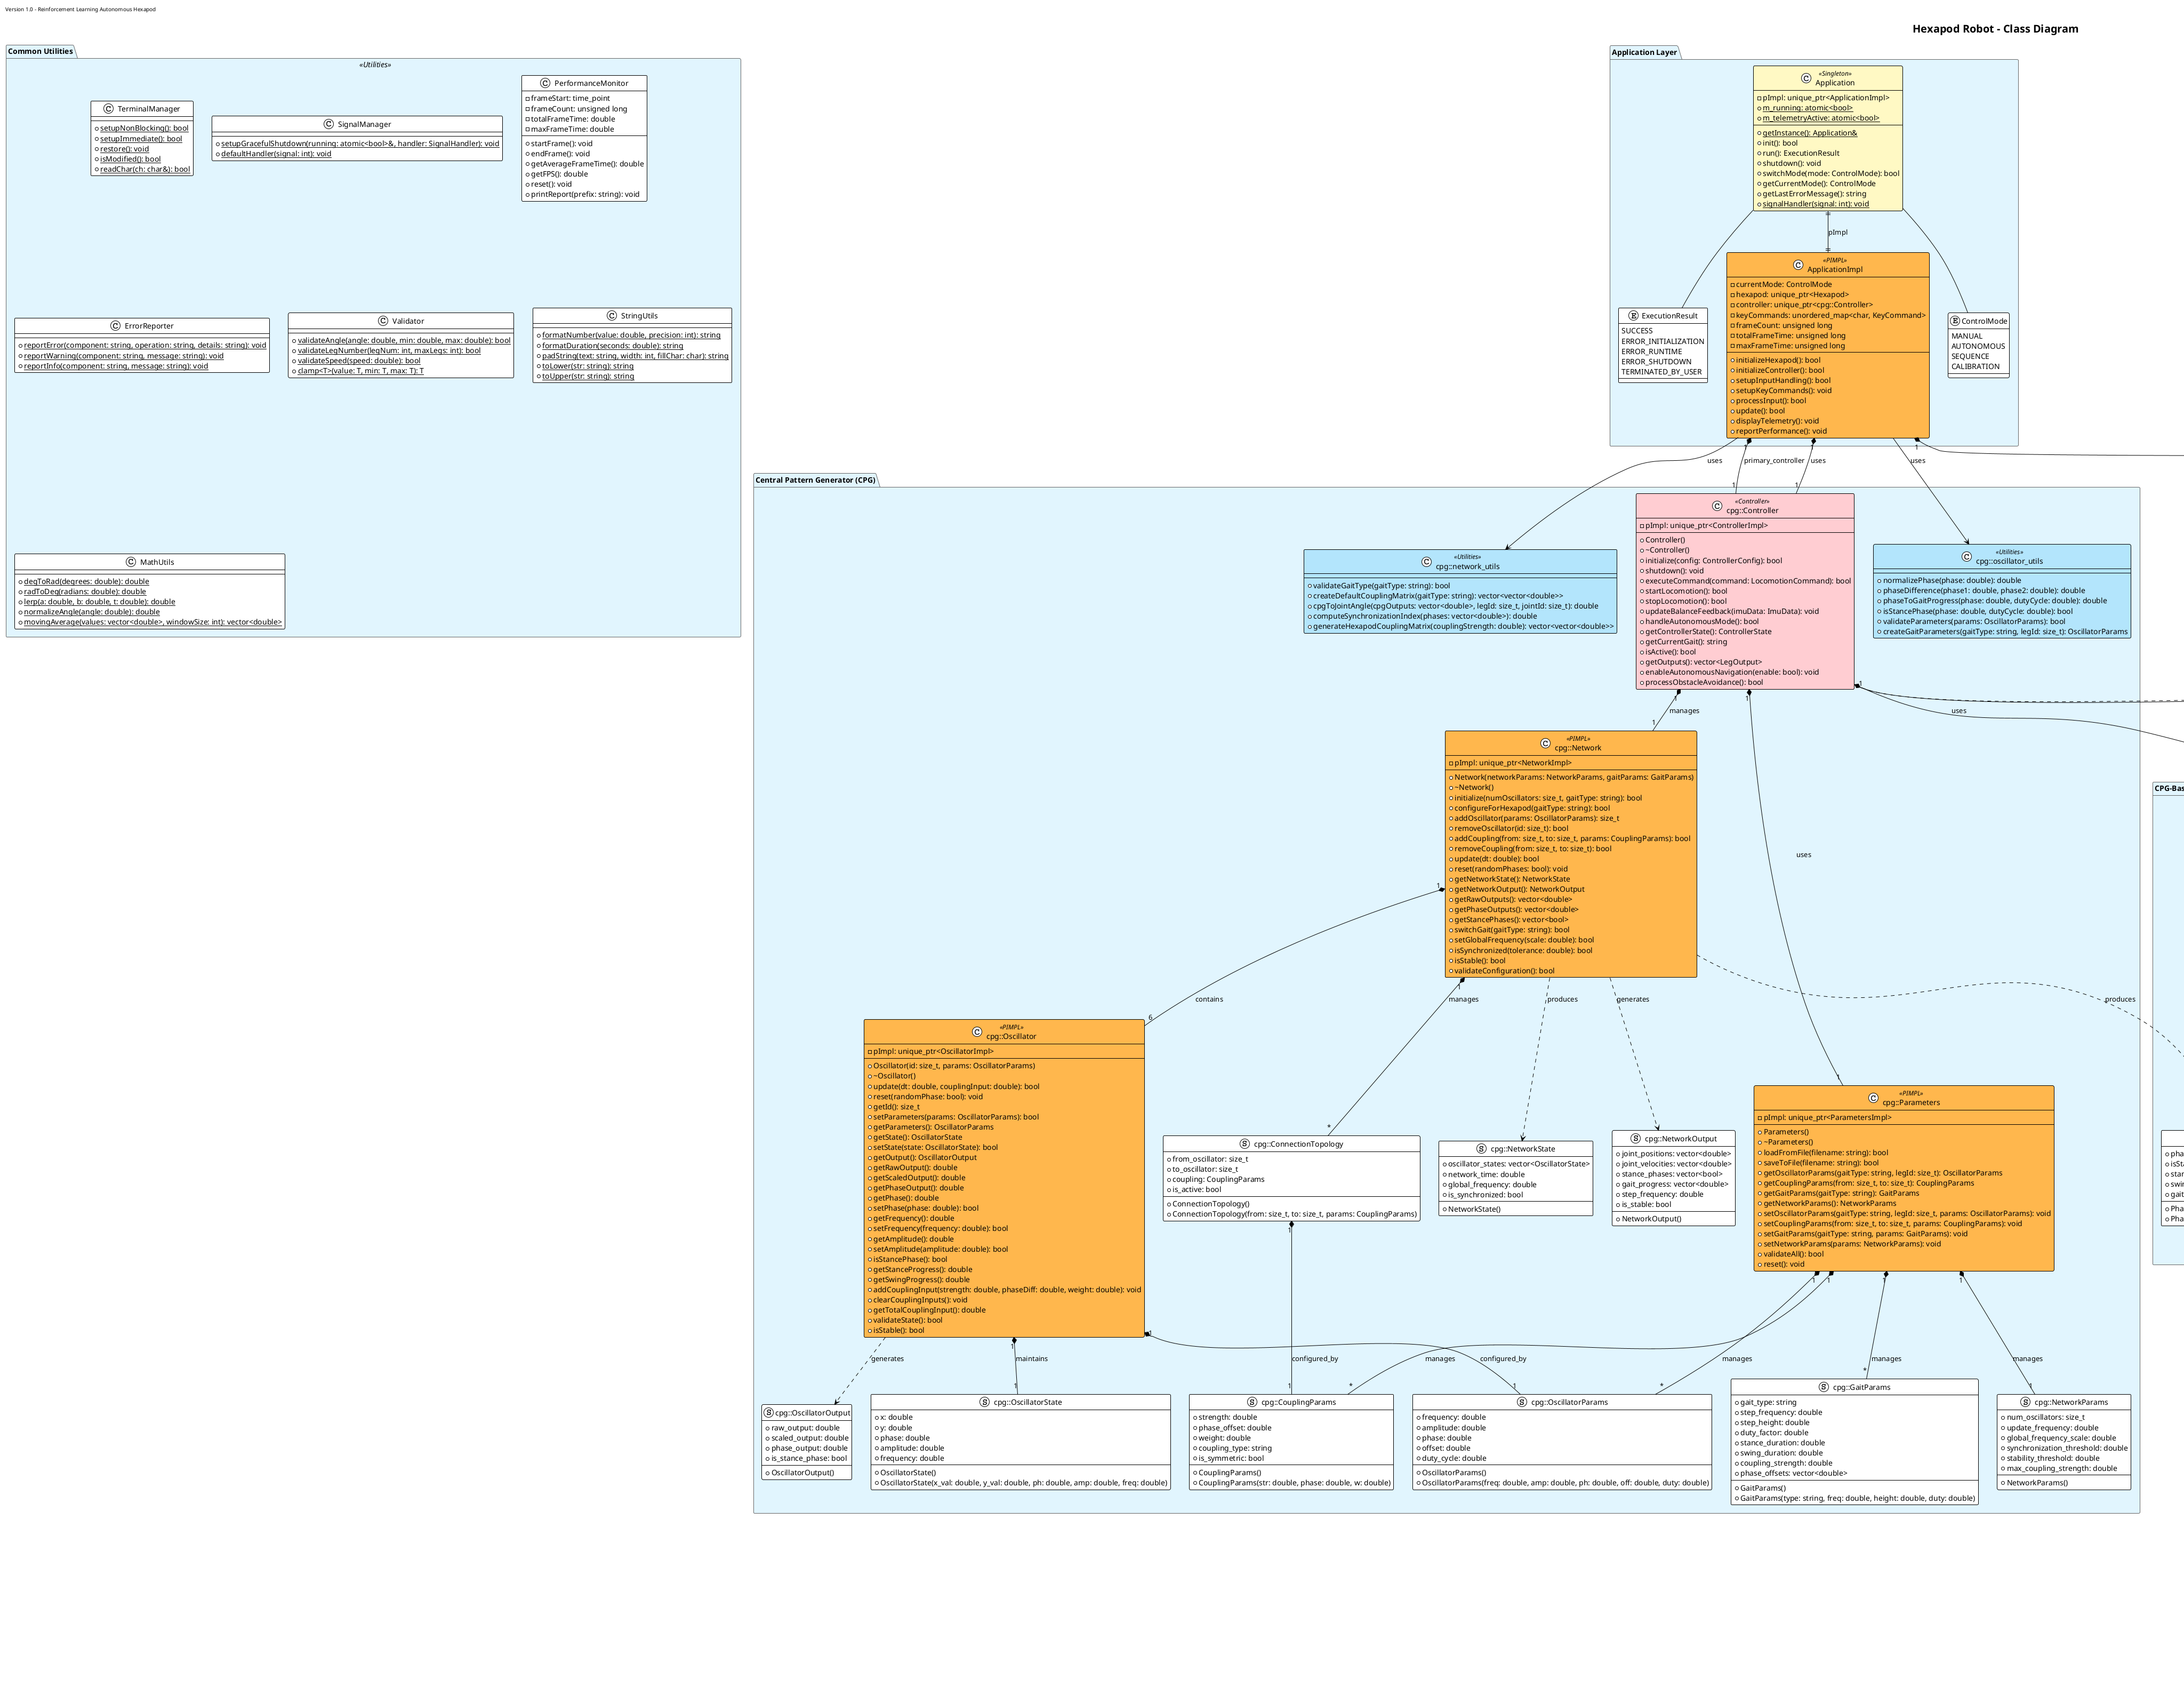 Version 1.0 - Reinforcement Learning Autonomous Hexapod
Hexapod Robot - Class Diagram
Common Utilities
«Utilities»
TerminalManager
setupNonBlocking(): bool
setupImmediate(): bool
restore(): void
isModified(): bool
readChar(ch: char&): bool
SignalManager
setupGracefulShutdown(running: atomic<bool>&, handler: SignalHandler): void
defaultHandler(signal: int): void
PerformanceMonitor
frameStart: time_point
frameCount: unsigned long
totalFrameTime: double
maxFrameTime: double
startFrame(): void
endFrame(): void
getAverageFrameTime(): double
getFPS(): double
reset(): void
printReport(prefix: string): void
ErrorReporter
reportError(component: string, operation: string, details: string): void
reportWarning(component: string, message: string): void
reportInfo(component: string, message: string): void
Validator
validateAngle(angle: double, min: double, max: double): bool
validateLegNumber(legNum: int, maxLegs: int): bool
validateSpeed(speed: double): bool
clamp<T>(value: T, min: T, max: T): T
StringUtils
formatNumber(value: double, precision: int): string
formatDuration(seconds: double): string
padString(text: string, width: int, fillChar: char): string
toLower(str: string): string
toUpper(str: string): string
MathUtils
degToRad(degrees: double): double
radToDeg(radians: double): double
lerp(a: double, b: double, t: double): double
normalizeAngle(angle: double): double
movingAverage(values: vector<double>, windowSize: int): vector<double>
Application Layer
«Singleton»
Application
pImpl: unique_ptr<ApplicationImpl>
m_running: atomic<bool>
m_telemetryActive: atomic<bool>
getInstance(): Application&
init(): bool
run(): ExecutionResult
shutdown(): void
switchMode(mode: ControlMode): bool
getCurrentMode(): ControlMode
getLastErrorMessage(): string
signalHandler(signal: int): void
pImpl
«PIMPL»
ApplicationImpl
currentMode: ControlMode
hexapod: unique_ptr<Hexapod>
controller: unique_ptr<cpg::Controller>
keyCommands: unordered_map<char, KeyCommand>
frameCount: unsigned long
totalFrameTime: unsigned long
maxFrameTime: unsigned long
initializeHexapod(): bool
initializeController(): bool
setupInputHandling(): bool
setupKeyCommands(): void
processInput(): bool
update(): bool
displayTelemetry(): void
reportPerformance(): void
ExecutionResult
SUCCESS
ERROR_INITIALIZATION
ERROR_RUNTIME
ERROR_SHUTDOWN
TERMINATED_BY_USER
ControlMode
MANUAL
AUTONOMOUS
SEQUENCE
CALIBRATION
uses
1
primary_controller
1
1
uses
1
uses
1
Central Pattern Generator (CPG)
«Utilities»
cpg::network_utils
validateGaitType(gaitType: string): bool
createDefaultCouplingMatrix(gaitType: string): vector<vector<double>>
cpgToJointAngle(cpgOutputs: vector<double>, legId: size_t, jointId: size_t): double
computeSynchronizationIndex(phases: vector<double>): double
generateHexapodCouplingMatrix(couplingStrength: double): vector<vector<double>>
«Controller»
cpg::Controller
pImpl: unique_ptr<ControllerImpl>
Controller()
~Controller()
initialize(config: ControllerConfig): bool
shutdown(): void
executeCommand(command: LocomotionCommand): bool
startLocomotion(): bool
stopLocomotion(): bool
updateBalanceFeedback(imuData: ImuData): void
handleAutonomousMode(): bool
getControllerState(): ControllerState
getCurrentGait(): string
isActive(): bool
getOutputs(): vector<LegOutput>
enableAutonomousNavigation(enable: bool): void
processObstacleAvoidance(): bool
«Utilities»
cpg::oscillator_utils
normalizePhase(phase: double): double
phaseDifference(phase1: double, phase2: double): double
phaseToGaitProgress(phase: double, dutyCycle: double): double
isStancePhase(phase: double, dutyCycle: double): bool
validateParameters(params: OscillatorParams): bool
createGaitParameters(gaitType: string, legId: size_t): OscillatorParams
1
manages
1
1
uses
1
1
uses
«PIMPL»
cpg::Network
pImpl: unique_ptr<NetworkImpl>
Network(networkParams: NetworkParams, gaitParams: GaitParams)
~Network()
initialize(numOscillators: size_t, gaitType: string): bool
configureForHexapod(gaitType: string): bool
addOscillator(params: OscillatorParams): size_t
removeOscillator(id: size_t): bool
addCoupling(from: size_t, to: size_t, params: CouplingParams): bool
removeCoupling(from: size_t, to: size_t): bool
update(dt: double): bool
reset(randomPhases: bool): void
getNetworkState(): NetworkState
getNetworkOutput(): NetworkOutput
getRawOutputs(): vector<double>
getPhaseOutputs(): vector<double>
getStancePhases(): vector<bool>
switchGait(gaitType: string): bool
setGlobalFrequency(scale: double): bool
isSynchronized(tolerance: double): bool
isStable(): bool
validateConfiguration(): bool
CPG-Bas
1
contains
6
1
manages
*
produces
generates
produces
«PIMPL»
cpg::Oscillator
pImpl: unique_ptr<OscillatorImpl>
Oscillator(id: size_t, params: OscillatorParams)
~Oscillator()
update(dt: double, couplingInput: double): bool
reset(randomPhase: bool): void
getId(): size_t
setParameters(params: OscillatorParams): bool
getParameters(): OscillatorParams
getState(): OscillatorState
setState(state: OscillatorState): bool
getOutput(): OscillatorOutput
getRawOutput(): double
getScaledOutput(): double
getPhaseOutput(): double
getPhase(): double
setPhase(phase: double): bool
getFrequency(): double
setFrequency(frequency: double): bool
getAmplitude(): double
setAmplitude(amplitude: double): bool
isStancePhase(): bool
getStanceProgress(): double
getSwingProgress(): double
addCouplingInput(strength: double, phaseDiff: double, weight: double): void
clearCouplingInputs(): void
getTotalCouplingInput(): double
validateState(): bool
isStable(): bool
cpg::ConnectionTopology
from_oscillator: size_t
to_oscillator: size_t
coupling: CouplingParams
is_active: bool
ConnectionTopology()
ConnectionTopology(from: size_t, to: size_t, params: CouplingParams)
cpg::NetworkState
oscillator_states: vector<OscillatorState>
network_time: double
global_frequency: double
is_synchronized: bool
NetworkState()
cpg::NetworkOutput
joint_positions: vector<double>
joint_velocities: vector<double>
stance_phases: vector<bool>
gait_progress: vector<double>
step_frequency: double
is_stable: bool
NetworkOutput()
«PIMPL»
cpg::Parameters
pImpl: unique_ptr<ParametersImpl>
Parameters()
~Parameters()
loadFromFile(filename: string): bool
saveToFile(filename: string): bool
getOscillatorParams(gaitType: string, legId: size_t): OscillatorParams
getCouplingParams(from: size_t, to: size_t): CouplingParams
getGaitParams(gaitType: string): GaitParams
getNetworkParams(): NetworkParams
setOscillatorParams(gaitType: string, legId: size_t, params: OscillatorParams): void
setCouplingParams(from: size_t, to: size_t, params: CouplingParams): void
setGaitParams(gaitType: string, params: GaitParams): void
setNetworkParams(params: NetworkParams): void
validateAll(): bool
reset(): void
pha
isSta
stan
swin
gait
Pha
Pha
generates
1
maintains
1
1
configured_by
1
manages
*
1
configured_by
1
1
manages
*
1
1
manages
*
1
manages
1
cpg::OscillatorOutput
raw_output: double
scaled_output: double
phase_output: double
is_stance_phase: bool
OscillatorOutput()
cpg::OscillatorState
x: double
y: double
phase: double
amplitude: double
frequency: double
OscillatorState()
OscillatorState(x_val: double, y_val: double, ph: double, amp: double, freq: double)
cpg::CouplingParams
strength: double
phase_offset: double
weight: double
coupling_type: string
is_symmetric: bool
CouplingParams()
CouplingParams(str: double, phase: double, w: double)
cpg::OscillatorParams
frequency: double
amplitude: double
phase: double
offset: double
duty_cycle: double
OscillatorParams()
OscillatorParams(freq: double, amp: double, ph: double, off: double, duty: double)
cpg::GaitParams
gait_type: string
step_frequency: double
step_height: double
duty_factor: double
stance_duration: double
swing_duration: double
coupling_strength: double
phase_offsets: vector<double>
GaitParams()
GaitParams(type: string, freq: double, height: double, duty: double)
cpg::NetworkParams
num_oscillators: size_t
update_frequency: double
global_frequency_scale: double
synchronization_threshold: double
stability_threshold: double
max_coupling_strength: double
NetworkParams()